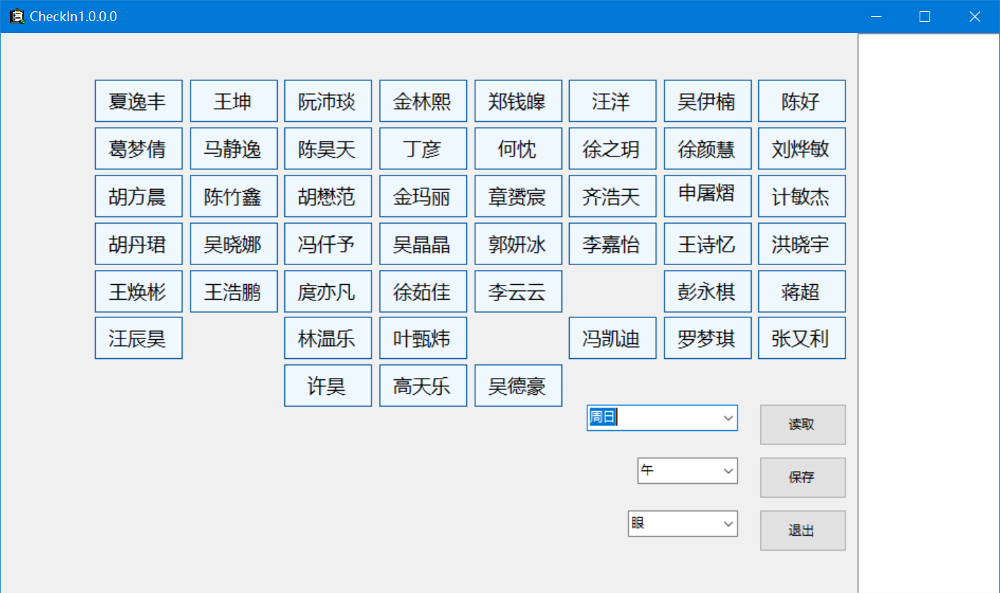 CheckIn1.0.0.0
夏逸丰 王坤 阮沛琰 金林熙 郑钱皞 汪洋 吴伊楠 陈好
葛梦倩 马静逸 陈昊天 丁彦 何忱 徐之玥 徐颜慧 刘烨敏
胡方晨 陈竹鑫 胡懋范 金玛丽 章赟宸 齐浩天 申屠熠 计敏杰
胡丹珺 吴晓娜 冯仟予 吴晶晶 郭妍冰 李嘉怡 王诗忆 洪晓宇
王焕彬 王浩鹏 庹亦凡 徐茹佳 李云云 彭永棋 蒋超
汪辰昊 林温乐 叶甄炜 冯凯迪 罗梦琪 张又利
许昊 高天乐 吴德豪
周日 读取
午 保存
眼 退出